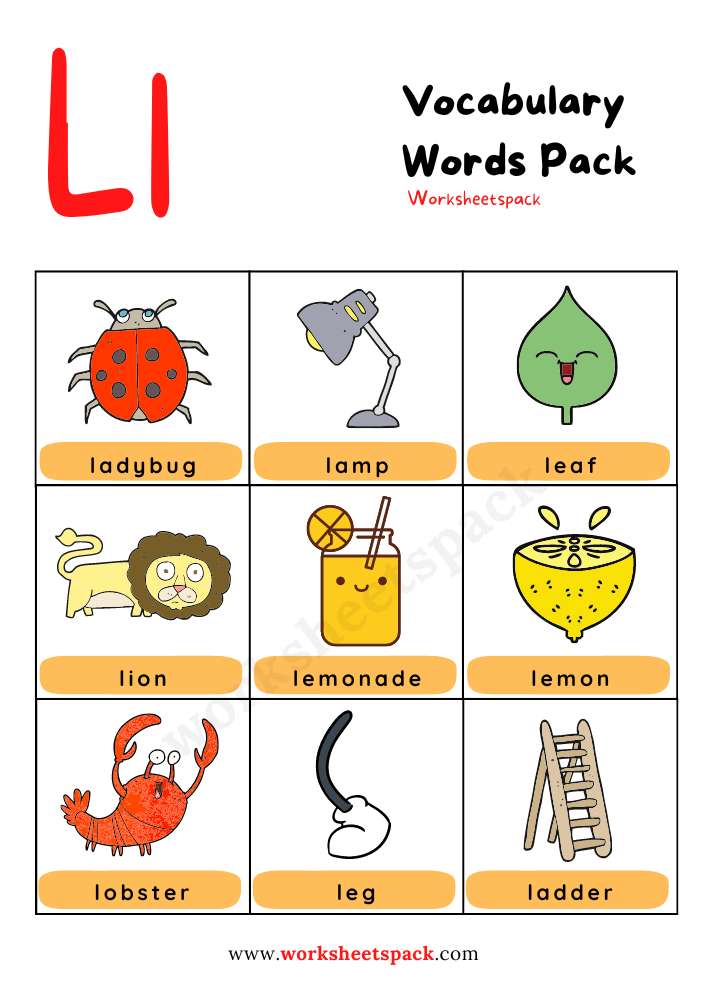 Ll
Vocabulary
Words Pack
Worksheetspack
ladybug
lamp
leaf
lion
lemonade
lemon
lobster
leg
ladder
worksheetspack
www.worksheetspack.com